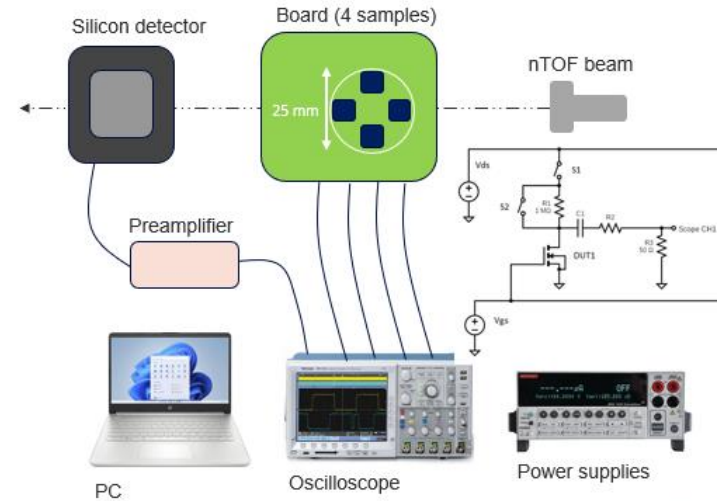 Silicon detector
Board (4 samples)
nTOF beam
25 mm
Preamplifier
Vds
S1
S2
R1
1 MΩ
C1
R2
Scope CH1
R3
50 Ω
DUT1
Vgs
OFF
PC
Oscilloscope
Power supplies